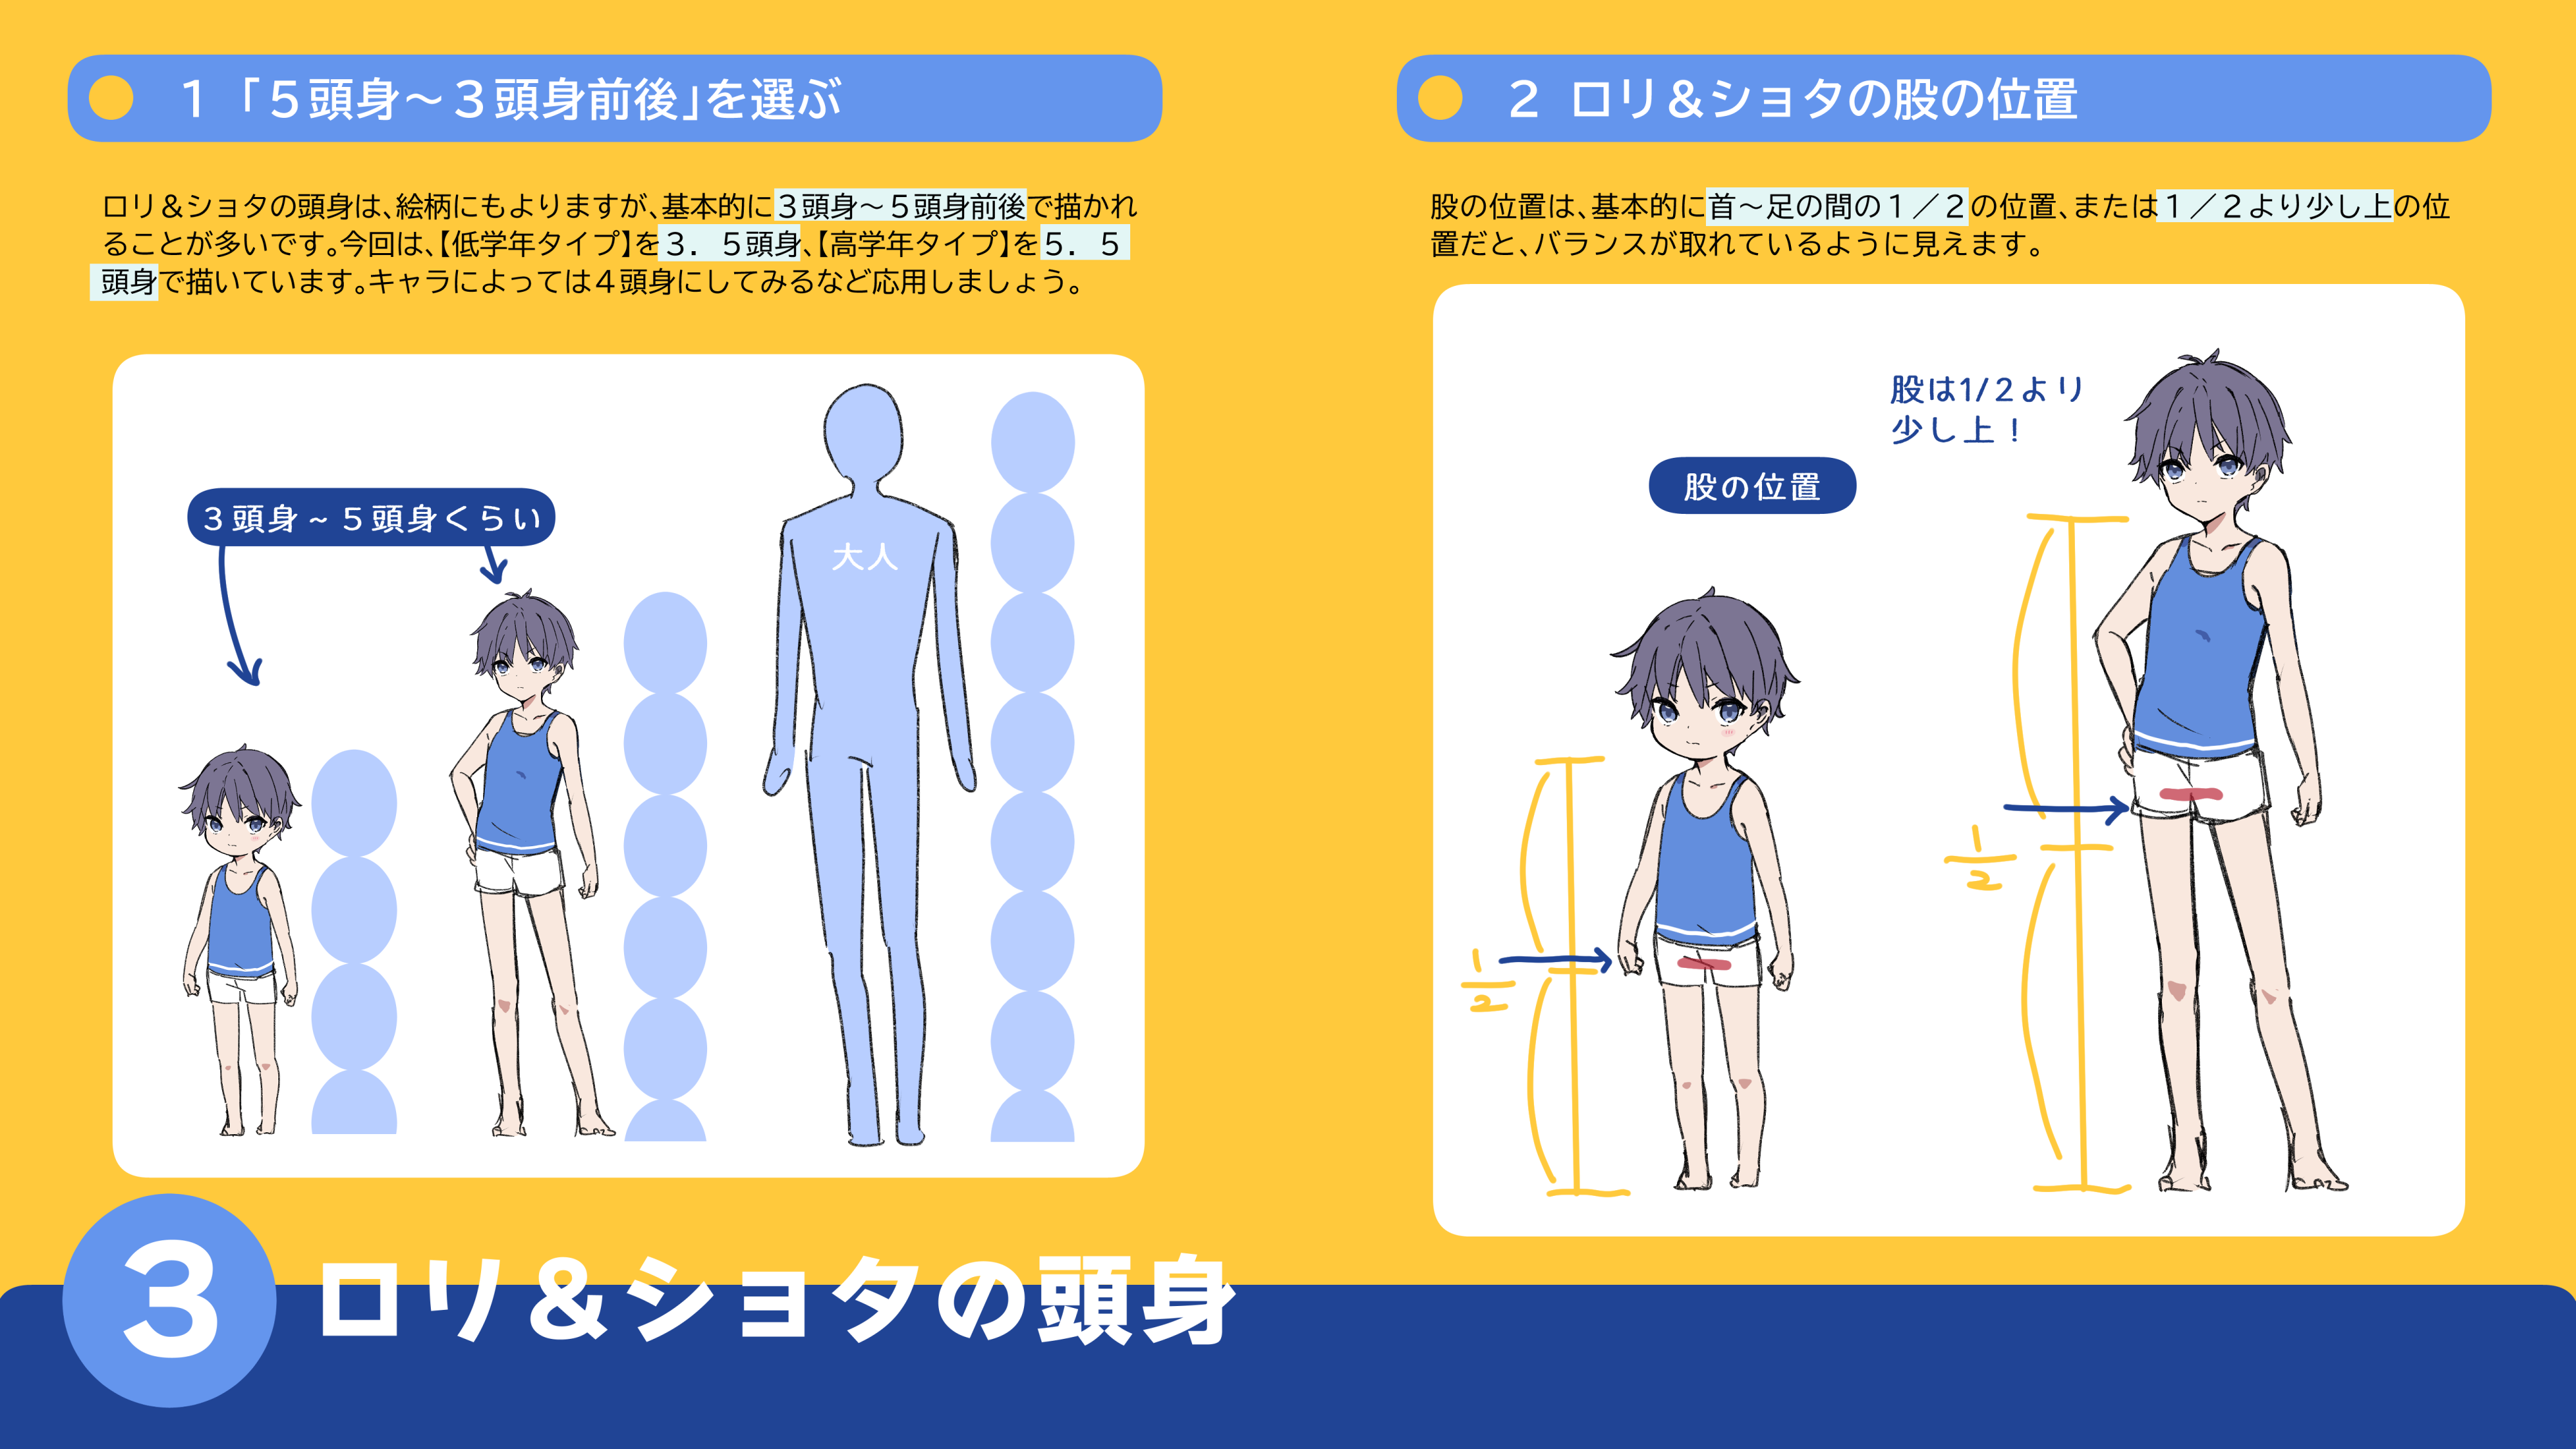 1 「5頭身～3頭身前後」を選ぶ
ロリ＆ショタの頭身は、絵柄にもよりますが、基本的に３頭身～５頭身前後で描かれ
ることが多いです。今回は、【低学年タイプ】を３．５頭身、【高学年タイプ】を５．５
頭身で描いています。キャラによっては４頭身にしてみるなど応用しましょう。
３頭身～５頭身くらい
大人
2 ロリ＆ショタの股の位置
股の位置は、基本的に首～足の間の１／２の位置、または１／２より少し上の位
置だと、バランスが取れているように見えます。
股は1/2より
少し上！
股の位置
1/2
1/2
3 ロリ＆ショタの頭身